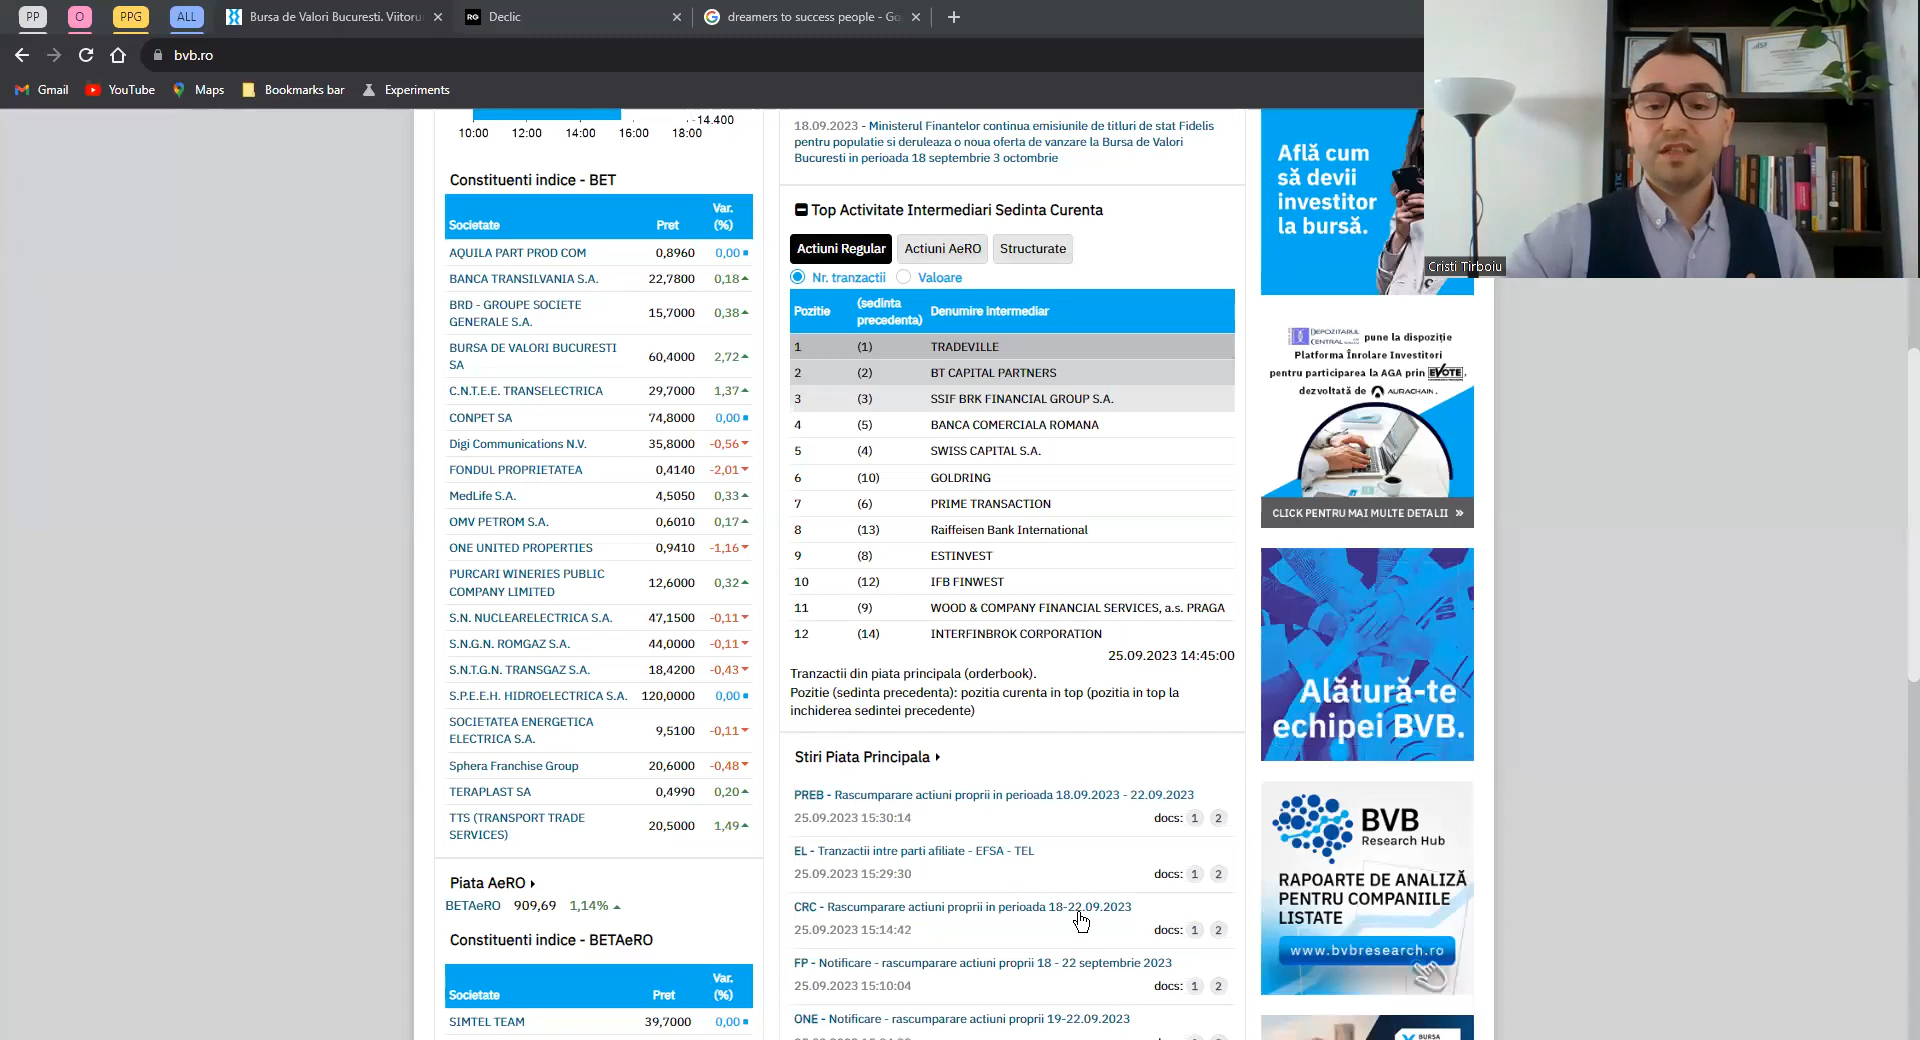 PP
O
PPG
ALL
Bursa de Valori Bucuresti. Viitoru
Declic
dreamers to success people - Go
bvb.ro
Gmail
YouTube
Maps
Bookmarks bar
Experiments
-14.400
10:00 12:00 14:00 16:00 18:00
Constituenti indice - BET
Societate Pret Var. (%)
AQUILA PART PROD COM 0,8960 0,00
BANCA TRANSILVANIA S.A. 22,7800 0,18
BRD - GROUPE SOCIETE
GENERALE S.A. 15,7000 0,38
BURSA DE VALORI BUCURESTI
SA 60,4000 2,72
C.N.T.E.E. TRANSELECTRICA 29,7000 1,37
CONPET SA 74,8000 0,00
Digi Communications N.V. 35,8000 -0,56
FONDUL PROPRIETATEA 0,4140 -2,01
MedLife S.A. 4,5050 0,33
OMV PETROM S.A. 0,6010 0,17
ONE UNITED PROPERTIES 0,9410 -1,16
PURCARI WINERIES PUBLIC
COMPANY LIMITED 12,6000 0,32
S.N. NUCLEARELECTRICA S.A. 47,1500 -0,11
S.N.G.N. ROMGAZ S.A. 44,0000 -0,11
S.N.T.G.N. TRANSGAZ S.A. 18,4200 -0,43
S.P.E.E.H. HIDROELECTRICA S.A. 120,0000 0,00
SOCIETATEA ENERGETICA
ELECTRICA S.A. 9,5100 -0,11
Sphera Franchise Group 20,6000 -0,48
TERAPLAST SA 0,4990 0,20
TTS (TRANSPORT TRADE
SERVICES) 20,5000 1,49
Piata AeRO
BETAeRO 909,69 1,14%
Constituenti indice - BETAeRO
Societate Pret Var. (%)
SIMTEL TEAM 39,7000 0,00
18.09.2023 - Ministerul Finantelor continua emisiunile de titluri de stat Fidelis
pentru populatie si deruleaza o noua oferta de vanzare la Bursa de Valori
Bucuresti in perioada 18 septembrie 3 octombrie
Top Activitate Intermediari Sedinta Curenta
Actiuni Regular Actiuni AeRO Structurate
Nr. tranzactii Valoare
Pozitie (sedinta precedenta) Denumire Intermediar
1 (1) TRADEVILLE
2 (2) BT CAPITAL PARTNERS
3 (3) SSIF BRK FINANCIAL GROUP S.A.
4 (5) BANCA COMERCIALA ROMANA
5 (4) SWISS CAPITAL S.A.
6 (10) GOLDRING
7 (6) PRIME TRANSACTION
8 (13) Raiffeisen Bank International
9 (8) ESTINVEST
10 (12) IFB FINWEST
11 (9) WOOD & COMPANY FINANCIAL SERVICES, a.s. PRAGA
12 (14) INTERFINBROK CORPORATION
25.09.2023 14:45:00
Tranzactii din piata principala (orderbook).
Pozitie (sedinta precedenta): pozitia curenta in top (pozitia in top la
inchiderea sedintei precedente)
Stiri Piata Principala
PREB - Rascumparare actiuni proprii in perioada 18.09.2023 - 22.09.2023
25.09.2023 15:30:14 docs: 1 2
EL - Tranzactii intre parti afiliate - EFSA - TEL
25.09.2023 15:29:30 docs: 1 2
CRC - Rascumparare actiuni proprii in perioada 18-22.09.2023
25.09.2023 15:14:42 docs: 1 2
FP - Notificare - rascumparare actiuni proprii 18 - 22 septembrie 2023
25.09.2023 15:10:04 docs: 1 2
ONE - Notificare - rascumparare actiuni proprii 19-22.09.2023
Află cum
să devii
investitor
la bursă.
DEPOZITARUL
CENTRAL pune la dispoziție
Platforma Înrolare Investitori
pentru participarea la AGA prin EVOTE,
dezvoltată de AURACHAIN.
CLICK PENTRU MAI MULTE DETALII »
Alătură-te
echipei BVB.
BVB
Research Hub
RAPOARTE DE ANALIZĂ
PENTRU COMPANIILE
LISTATE
www.bvbresearch.ro
BURSA
Cristi Tirboiu